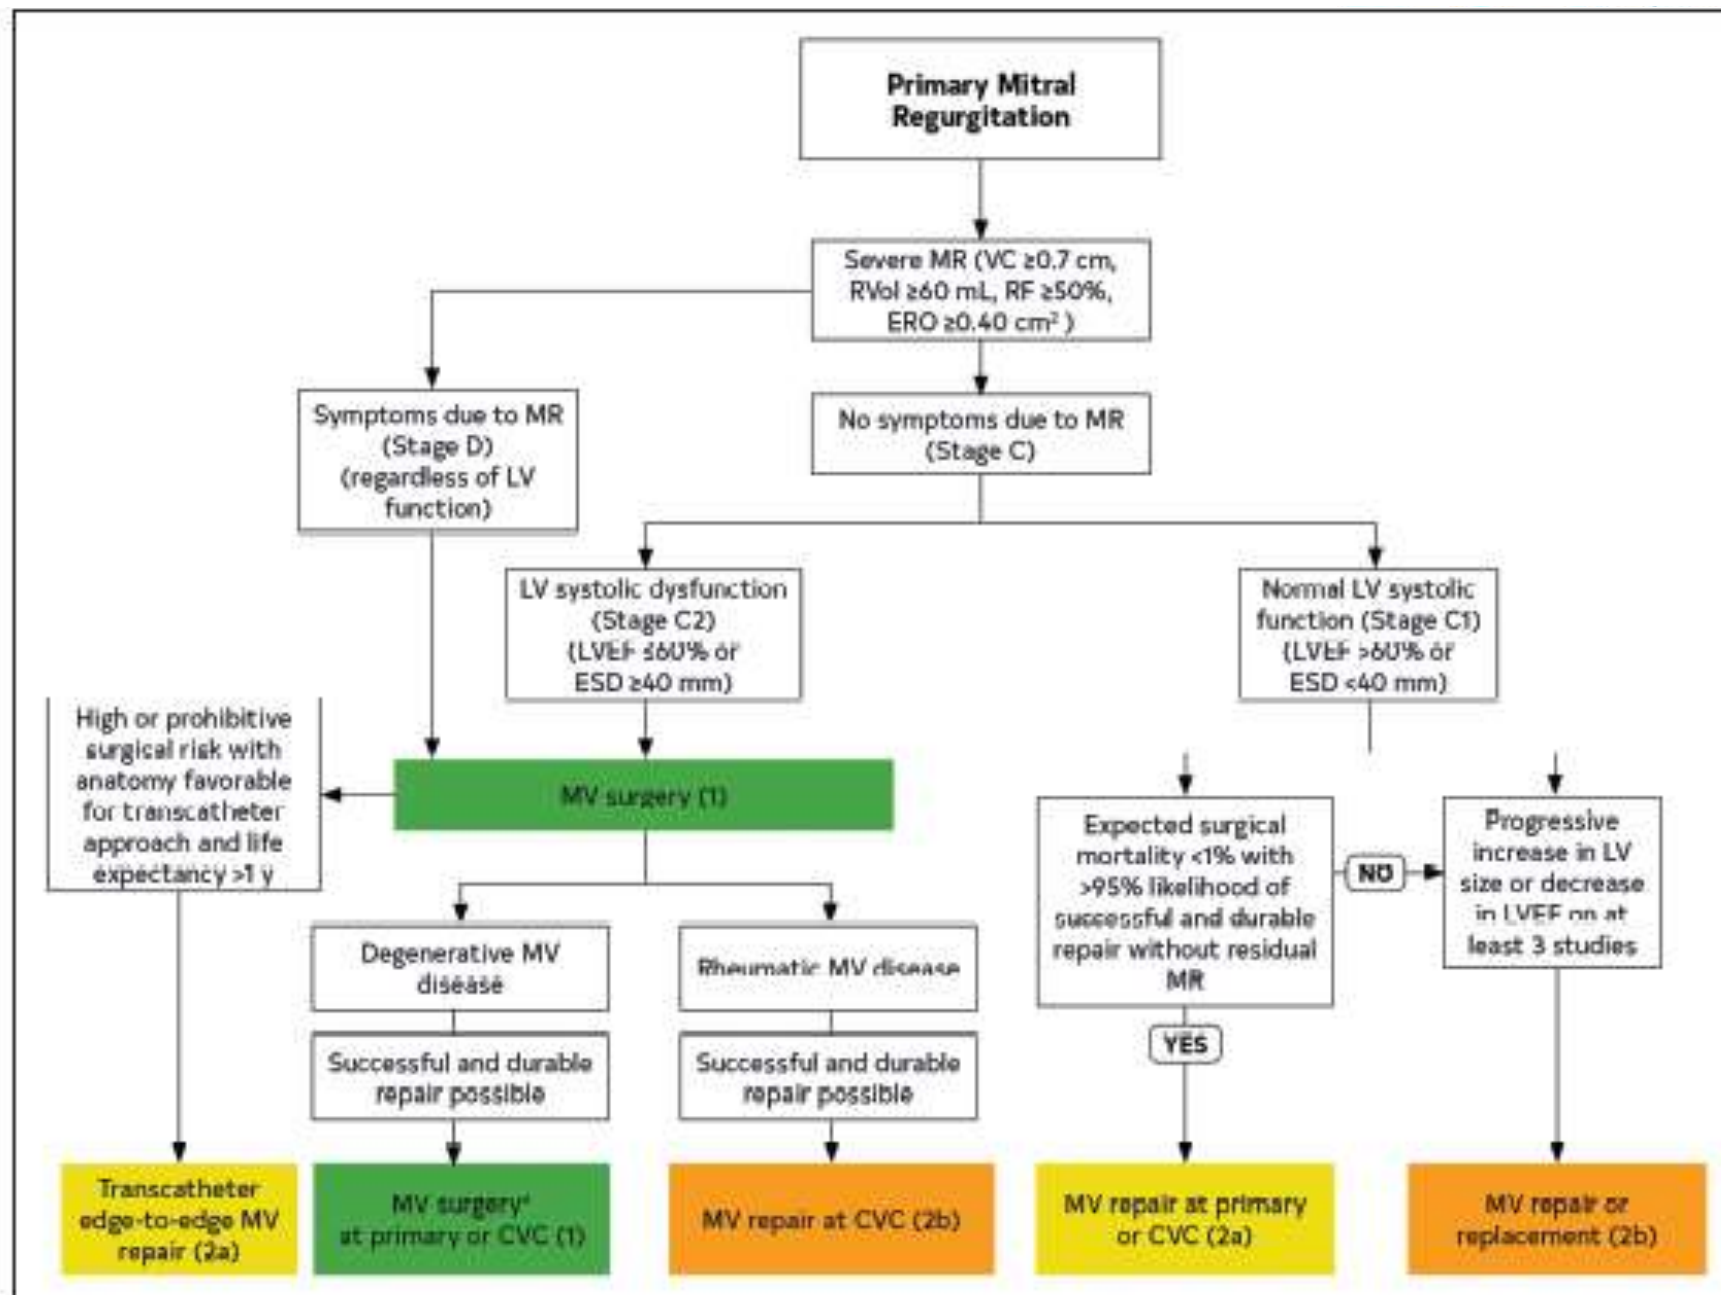 Primary Mitral
Regurgitation
Severe MR (VC ≥0.7 cm,
RVol ≥60 mL, RF ≥50%,
ERO ≥0.40 cm²)
Symptoms due to MR
(Stage D)
(regardless of LV
function)
No symptoms due to MR
(Stage C)
LV systolic dysfunction
(Stage C2)
(LVEF ≤60% or
ESD ≥40 mm)
Normal LV systolic
function (Stage C1)
(LVEF >60% or
ESD <40 mm)
High or prohibitive
surgical risk with
anatomy favorable
for transcatheter
approach and life
expectancy >1 y
MV surgery (1)
Expected surgical
mortality <1% with
>95% likelihood of
successful and durable
repair without residual
MR
NO
Progressive
increase in LV
size or decrease
in LVEF on at
least 3 studies
Degenerative MV
disease
Rheumatic MV disease
YES
Successful and durable
repair possible
Successful and durable
repair possible
Transcatheter
edge-to-edge MV
repair (2a)
MV surgery*
at primary or CVC (1)
MV repair at CVC (2b)
MV repair at primary
or CVC (2a)
MV repair or
replacement (2b)